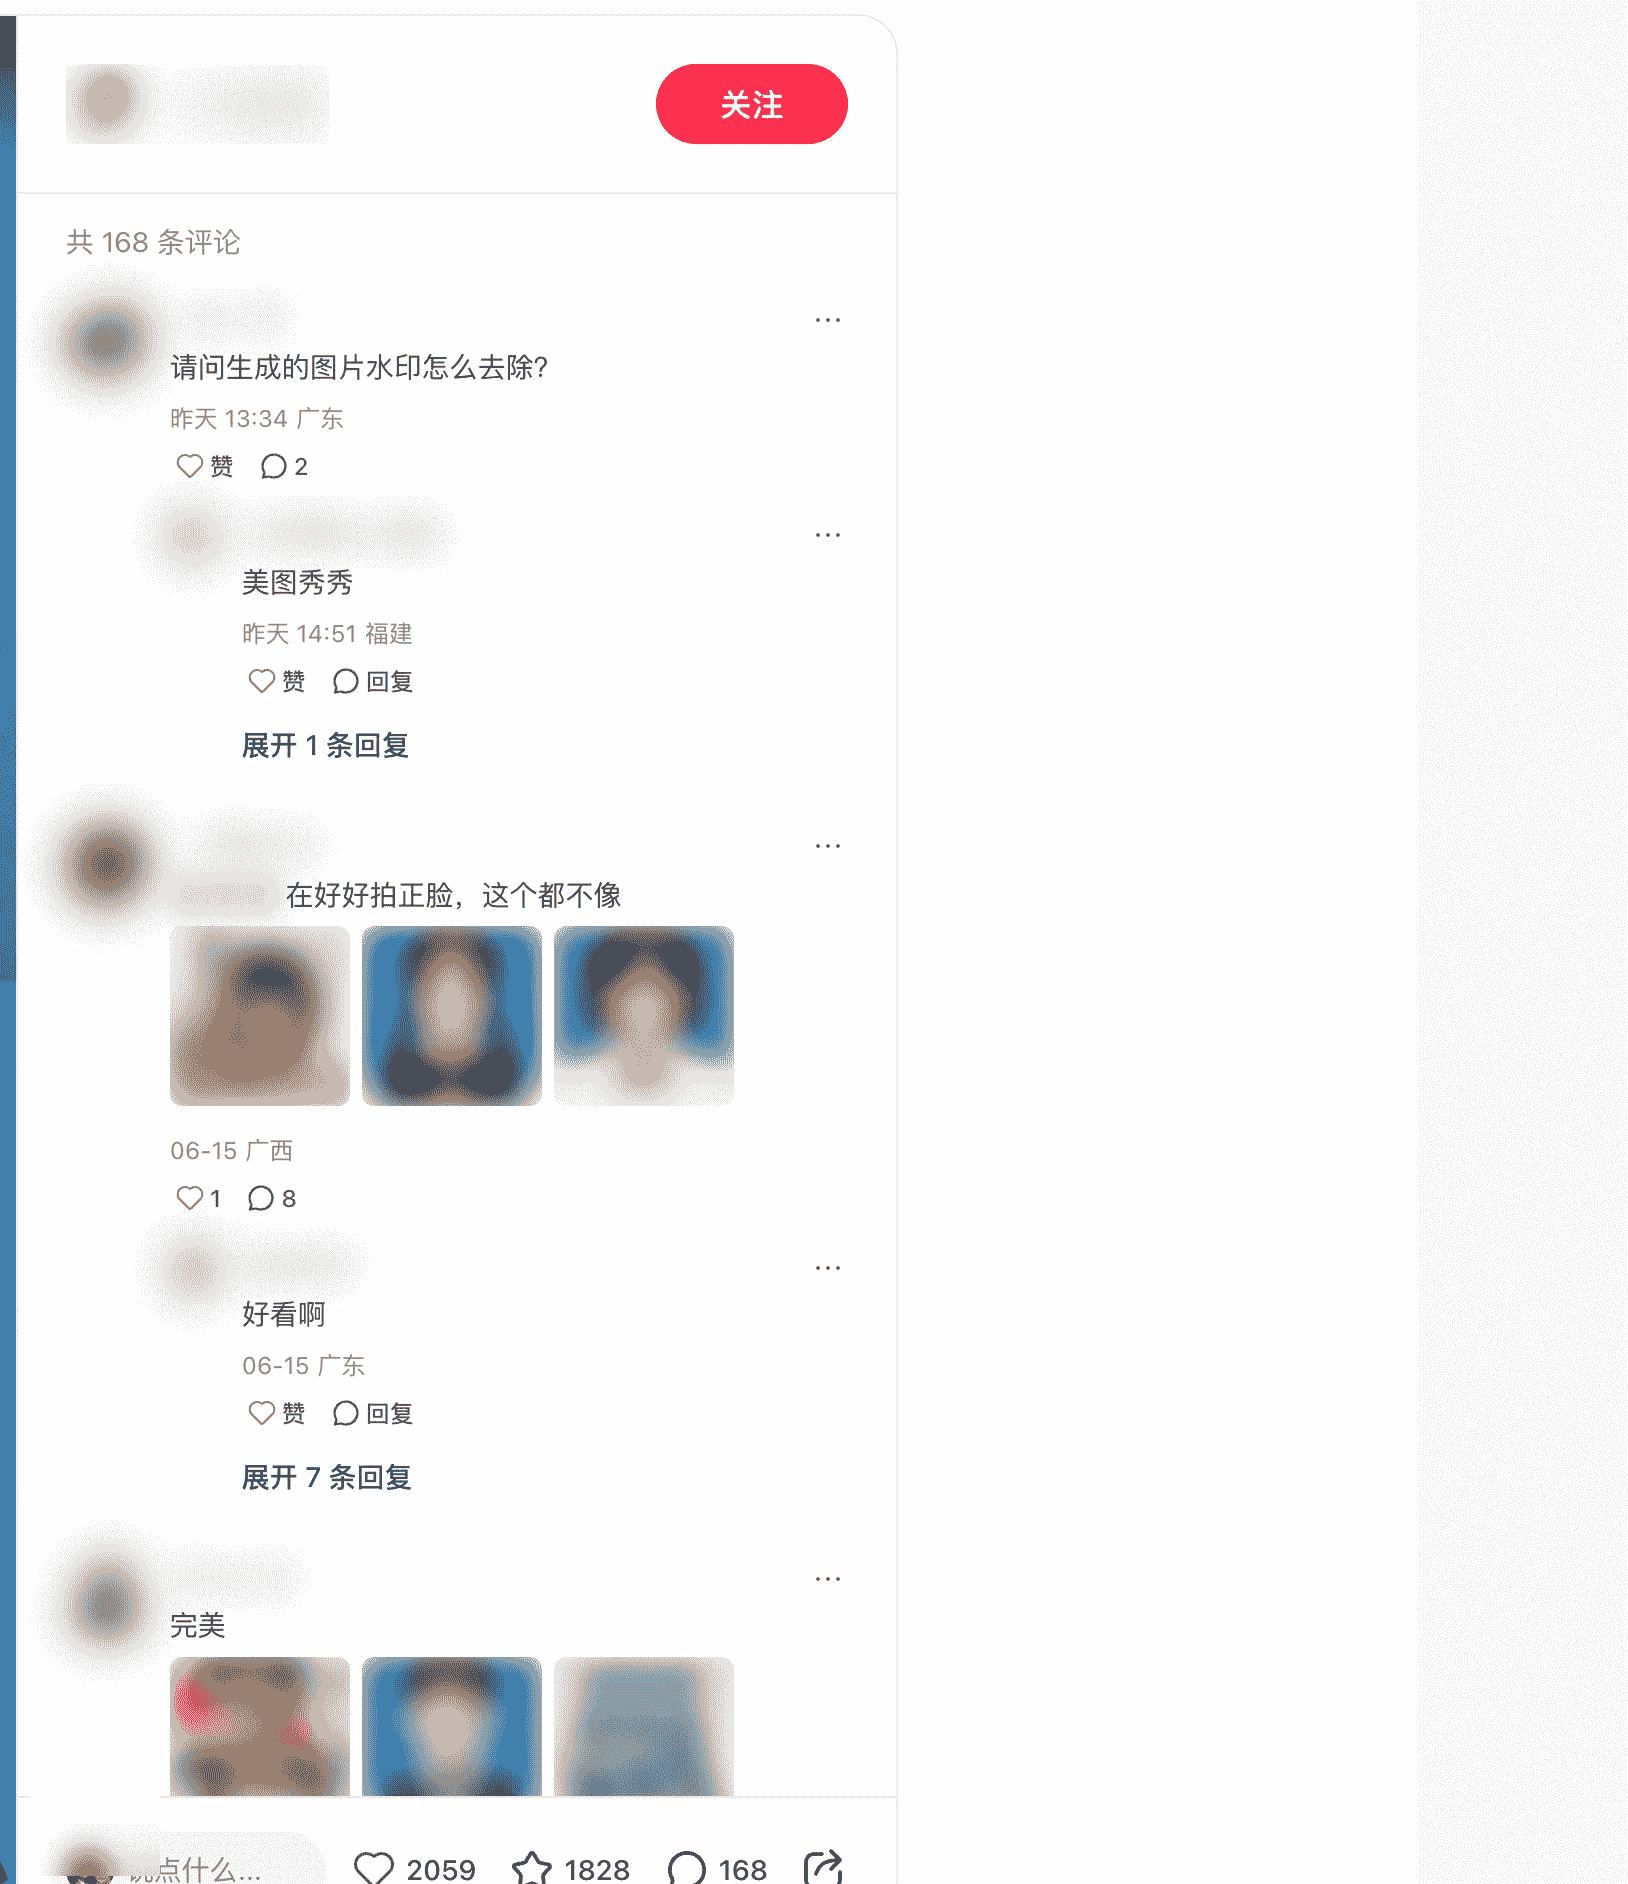 关注
共 168 条评论
请问生成的图片水印怎么去除?
昨天 13:34 广东
赞 2
美图秀秀
昨天 14:51 福建
赞 回复
展开 1 条回复
在好好拍正脸，这个都不像
06-15 广西
1 8
好看啊
06-15 广东
赞 回复
展开 7 条回复
完美
说点什么...
2059 1828 168